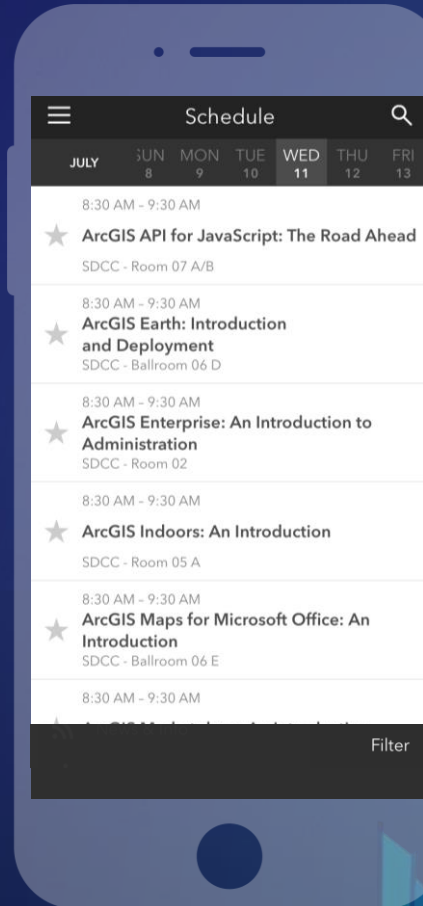 Schedule
JULY
SUN MON TUE WED THU FRI
8 9 10 11 12 13
8:30 AM – 9:30 AM
ArcGIS API for JavaScript: The Road Ahead
SDCC - Room 07 A/B
8:30 AM – 9:30 AM
ArcGIS Earth: Introduction
and Deployment
SDCC - Ballroom 06 D
8:30 AM – 9:30 AM
ArcGIS Enterprise: An Introduction to
Administration
SDCC - Room 02
8:30 AM – 9:30 AM
ArcGIS Indoors: An Introduction
SDCC - Room 05 A
8:30 AM – 9:30 AM
ArcGIS Maps for Microsoft Office: An
Introduction
SDCC - Ballroom 06 E
8:30 AM – 9:30 AM
Filter